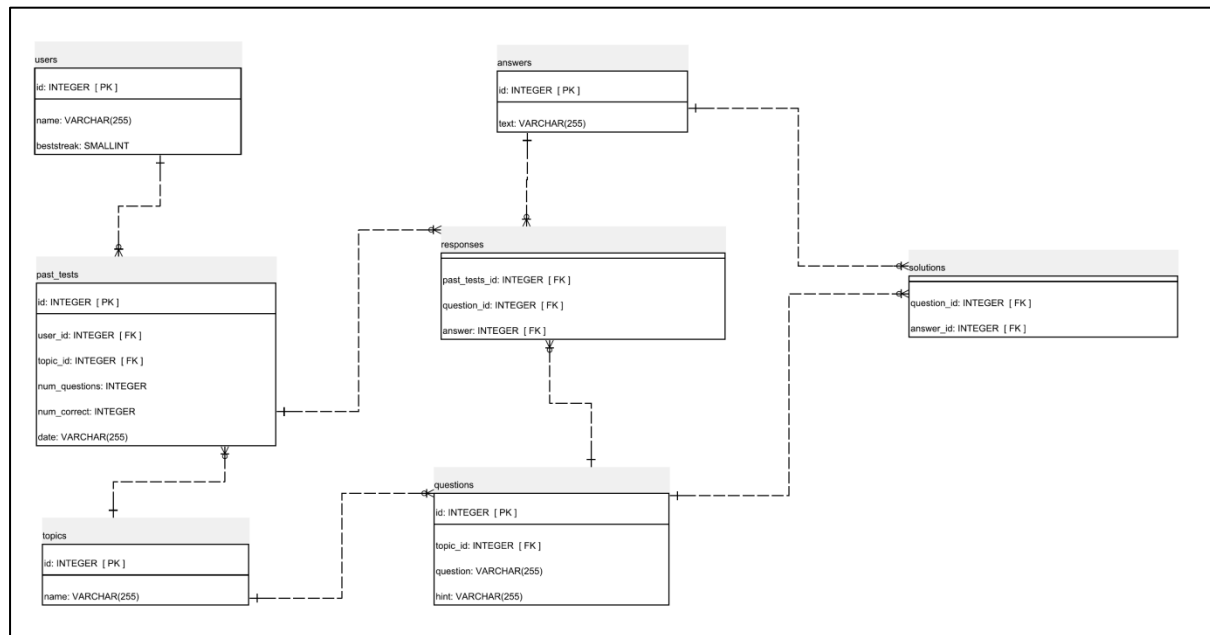 users
id: INTEGER [ PK ]
name: VARCHAR(255)
beststreak: SMALLINT
answers
id: INTEGER [ PK ]
text: VARCHAR(255)
past_tests
id: INTEGER [ PK ]
user_id: INTEGER [ FK ]
topic_id: INTEGER [ FK ]
num_questions: INTEGER
num_correct: INTEGER
date: VARCHAR(255)
responses
past_tests_id: INTEGER [ FK ]
question_id: INTEGER [ FK ]
answer: INTEGER [ FK ]
solutions
question_id: INTEGER [ FK ]
answer_id: INTEGER [ FK ]
topics
id: INTEGER [ PK ]
name: VARCHAR(255)
questions
id: INTEGER [ PK ]
topic_id: INTEGER [ FK ]
question: VARCHAR(255)
hint: VARCHAR(255)